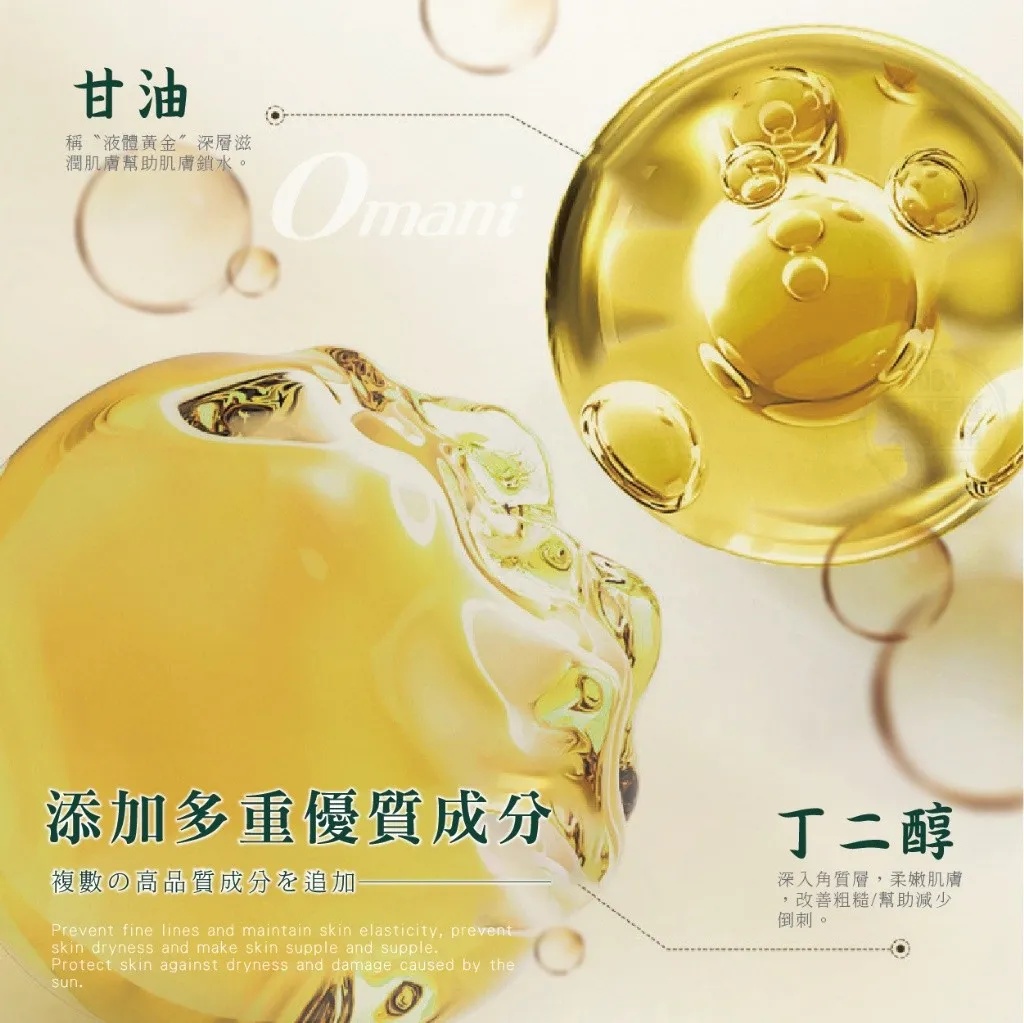 甘油
稱〝液體黃金〞深層滋
潤肌膚幫助肌膚鎖水。
Omani
添加多重優質成分
複數の高品質成分を追加
Prevent fine lines and maintain skin elasticity, prevent
skin dryness and make skin supple and supple.
Protect skin against dryness and damage caused by the
sun.
丁二醇
深入角質層，柔嫩肌膚
，改善粗糙/幫助減少
倒刺。